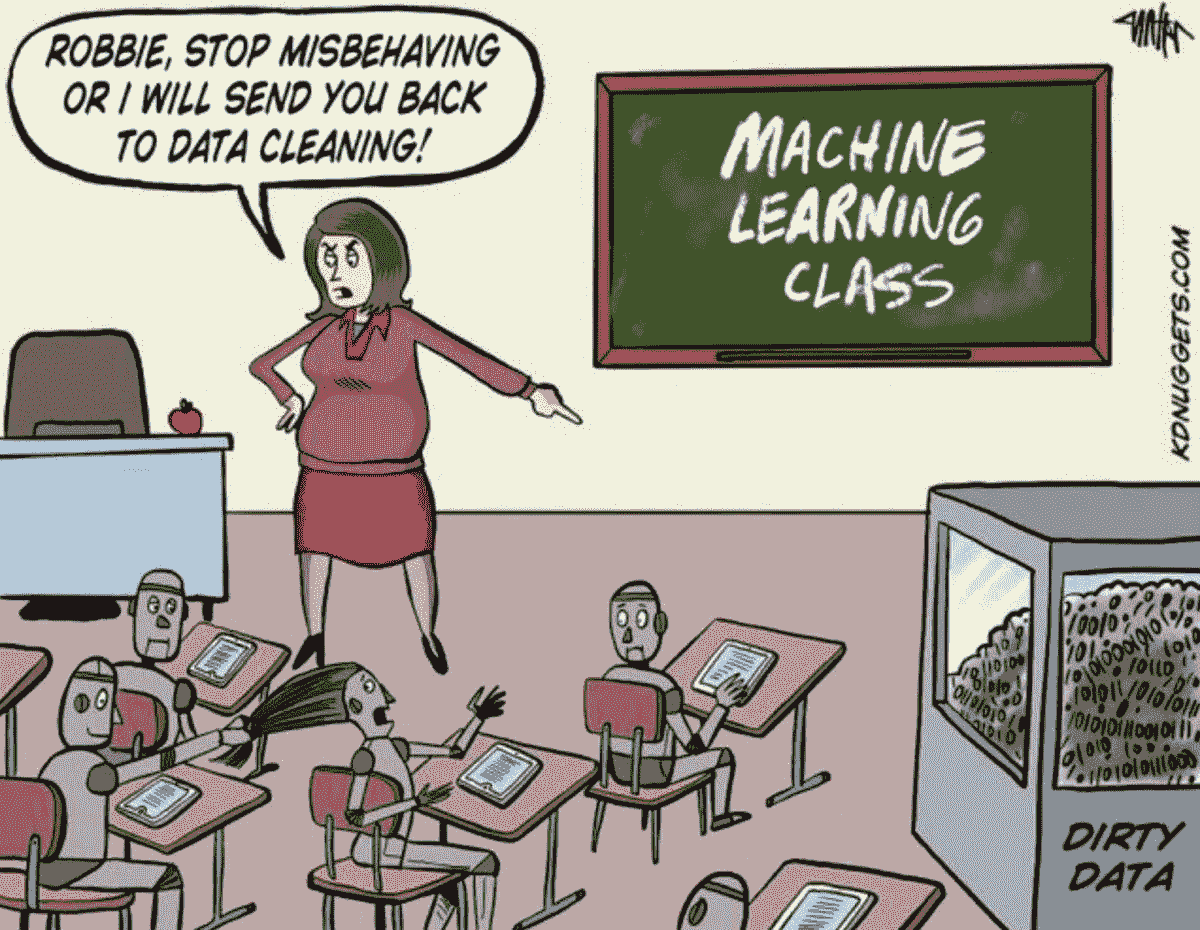 ROBBIE, STOP MISBEHAVING
OR I WILL SEND YOU BACK
TO DATA CLEANING!
MACHINE
LEARNING
CLASS
KDNUGGETS.COM
DIRTY
DATA